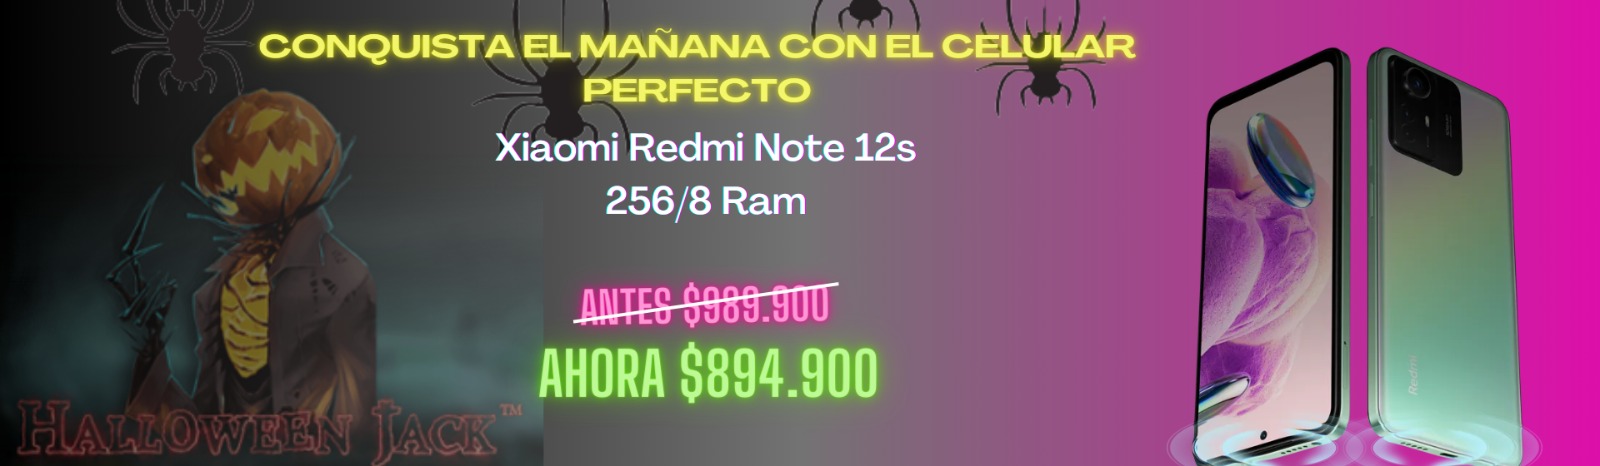 CONQUISTA EL MAÑANA CON EL CELULAR
PERFECTO
Xiaomi Redmi Note 12s
256/8 Ram
ANTES $989.900
AHORA $894.900
HALLOWEEN JACK™
Redmi